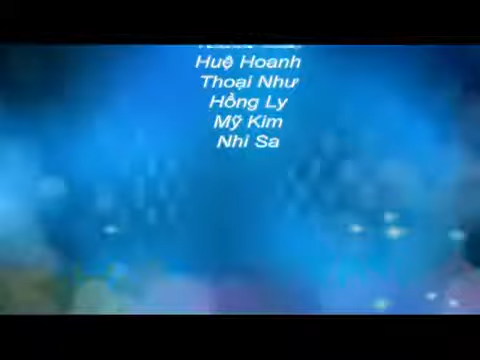 Huệ Hoanh
Thoại Như
Hồng Ly
Mỹ Kim
Nhi Sa